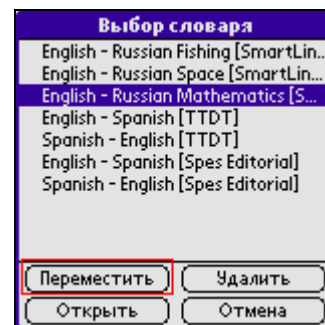 Выбор словаря
English - Russian Fishing [SmartLin...
English - Russian Space [SmartLin...
English - Russian Mathematics [S...
English - Spanish [TTDT]
Spanish - English [TTDT]
English - Spanish [Spes Editorial]
Spanish - English [Spes Editorial]
Переместить Удалить
Открыть Отмена